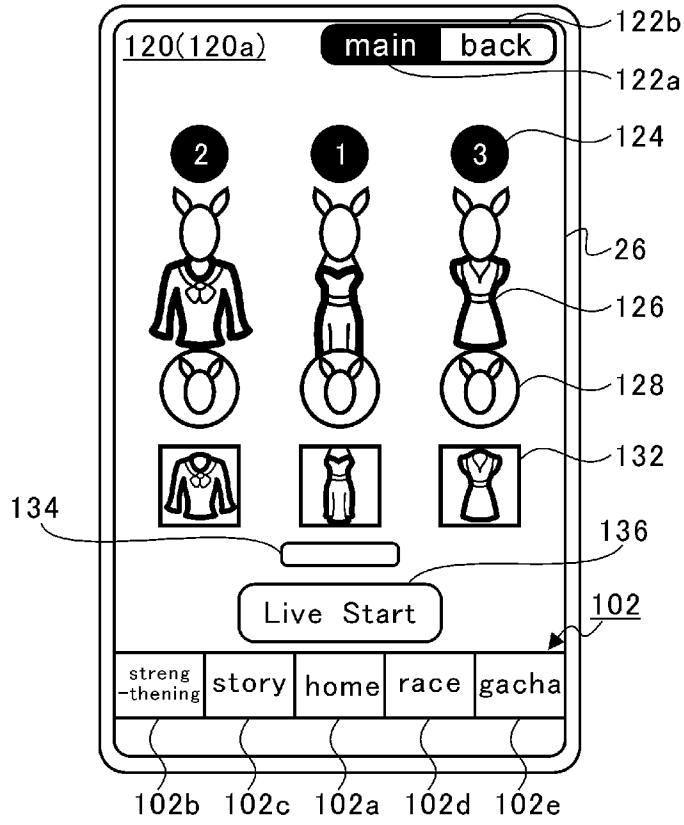 122b
120(120a)
main back
122a
2 1 3
124
26
126
128
132
134
136
Live Start
102
streng
-thening
story
home
race
gacha
102b 102c 102a 102d 102e